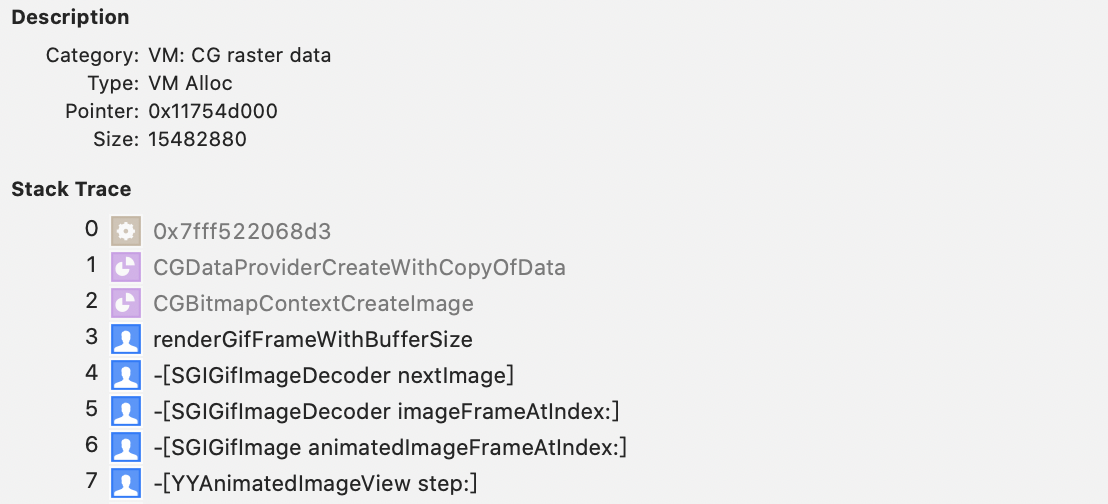 Description
Category: VM: CG raster data
Type: VM Alloc
Pointer: 0x11754d000
Size: 15482880
Stack Trace
0 0x7fff522068d3
1 CGDataProviderCreateWithCopyOfData
2 CGBitmapContextCreateImage
3 renderGifFrameWithBufferSize
4 -[SGIGifImageDecoder nextImage]
5 -[SGIGifImageDecoder imageFrameAtIndex:]
6 -[SGIGifImage animatedImageFrameAtIndex:]
7 -[YYAnimatedImageView step:]